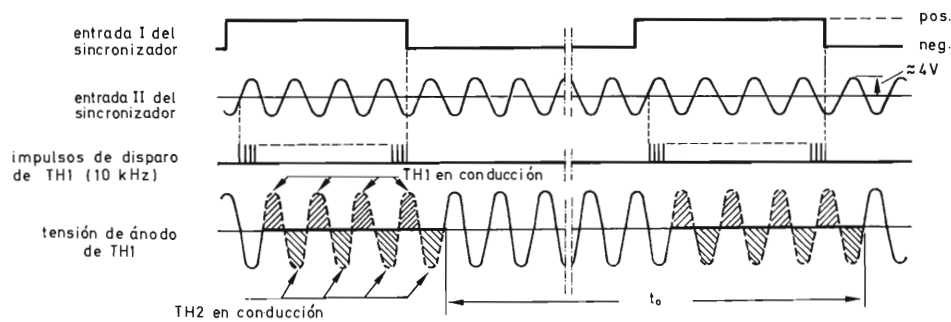 entrada I del
sincronizador
pos.
neg.
≈4V
entrada II del
sincronizador
impulsos de disparo
de TH1 (10 kHz)
TH1 en conducción
tensión de ánodo
de TH1
TH2 en conducción
t₀